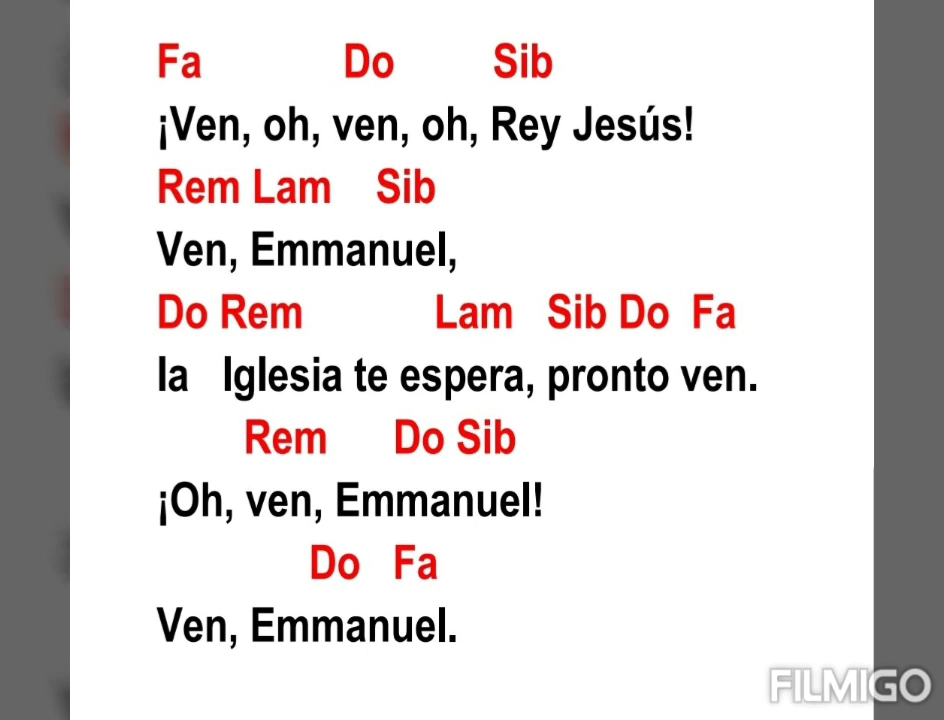 Fa Do Sib
¡Ven, oh, ven, oh, Rey Jesús!
Rem Lam Sib
Ven, Emmanuel,
Do Rem Lam Sib Do Fa
la Iglesia te espera, pronto ven.
Rem Do Sib
¡Oh, ven, Emmanuel!
Do Fa
Ven, Emmanuel.
FILMIGO